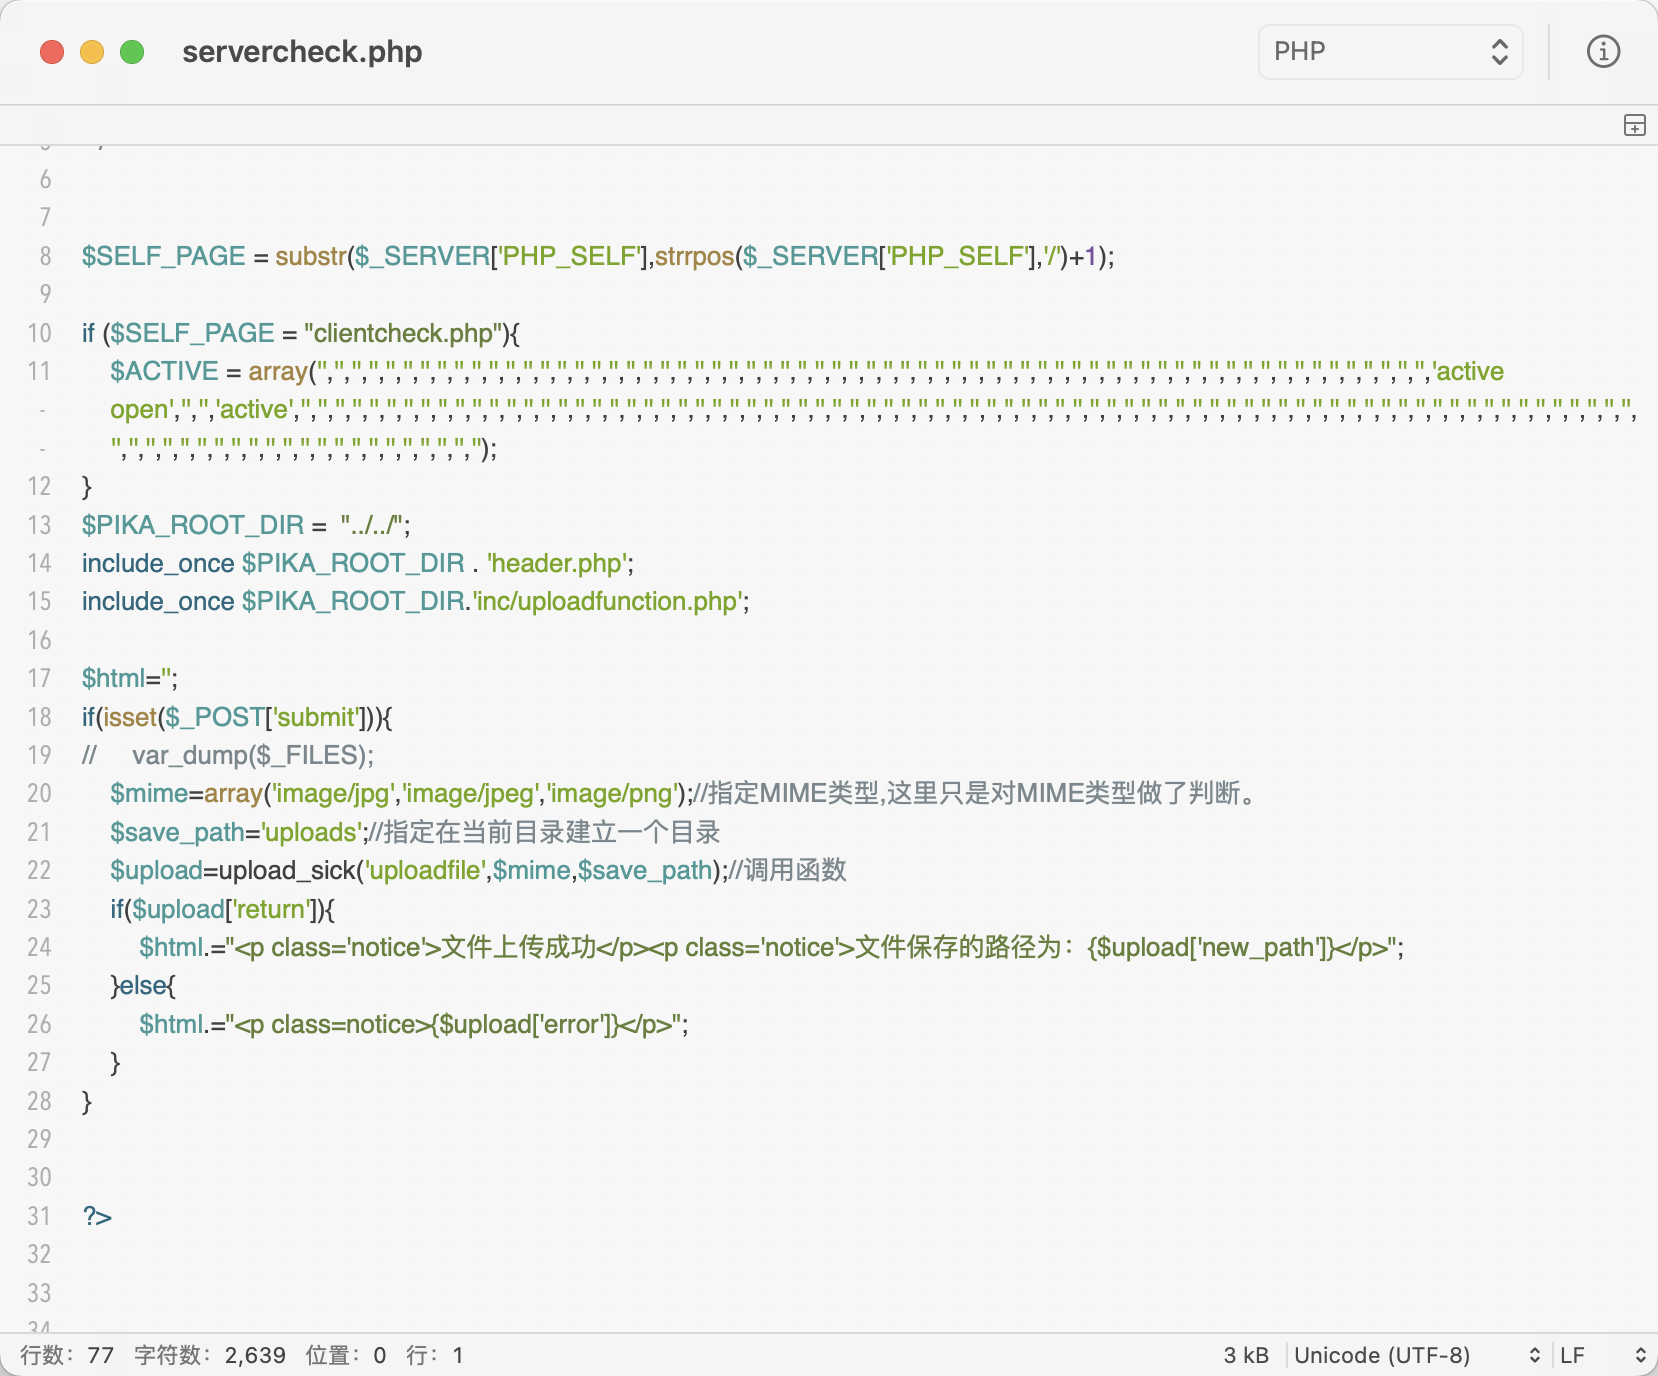 servercheck.php
PHP
6
7
8 $SELF_PAGE = substr($_SERVER['PHP_SELF'],strrpos($_SERVER['PHP_SELF'],'/')+1);
9
10 if ($SELF_PAGE = "clientcheck.php"){
11 $ACTIVE = array('','','','','','','','','','','','','','','','','','','','','','','','','','','','','','','','','','','','','','','','','','','','','','','','','','','','','','','','','','','','','','','','','','active
- open','','','active','','','','','','','','','','','','','','','','','','','','','','','','','','','','','','','','','','','','','','','','','','','','','','','','','','','','','','','','','','','','','','','','','','','','','','','','','','','','','',
- '','','','','','','','','','','','','','','','','','','','','','');
12 }
13 $PIKA_ROOT_DIR =  "../../";
14 include_once $PIKA_ROOT_DIR . 'header.php';
15 include_once $PIKA_ROOT_DIR.'inc/uploadfunction.php';
16
17 $html='';
18 if(isset($_POST['submit'])){
19 //     var_dump($_FILES);
20 $mime=array('image/jpg','image/jpeg','image/png');//指定MIME类型,这里只是对MIME类型做了判断。
21 $save_path='uploads';//指定在当前目录建立一个目录
22 $upload=upload_sick('uploadfile',$mime,$save_path);//调用函数
23 if($upload['return']){
24 $html.="<p class='notice'>文件上传成功</p><p class='notice'>文件保存的路径为：{$upload['new_path']}</p>";
25 }else{
26 $html.="<p class=notice>{$upload['error']}</p>";
27 }
28 }
29
30
31 ?>
32
33
34
行数：77 字符数：2,639 位置：0 行：1 3 kB Unicode (UTF-8) LF